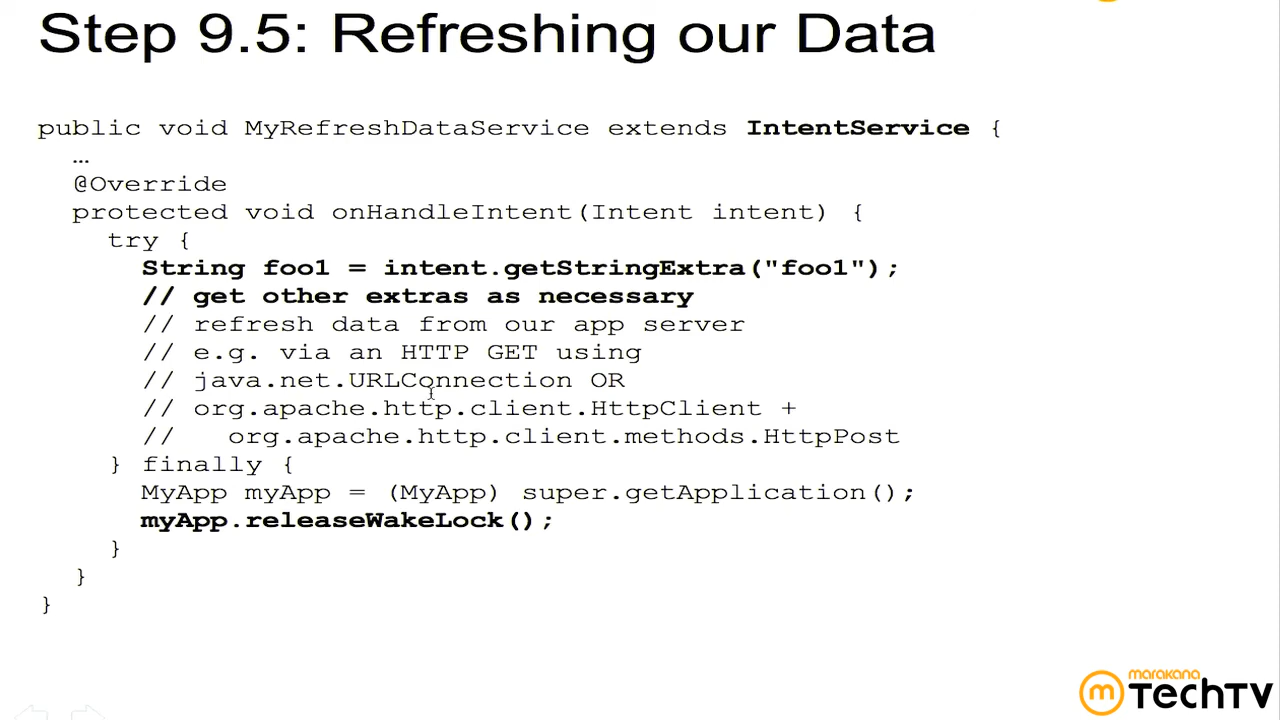 Step 9.5: Refreshing our Data
public void MyRefreshDataService extends IntentService {
…
@Override
protected void onHandleIntent(Intent intent) {
try {
String foo1 = intent.getStringExtra("foo1");
// get other extras as necessary
// refresh data from our app server
// e.g. via an HTTP GET using
// java.net.URLConnection OR
// org.apache.http.client.HttpClient +
// org.apache.http.client.methods.HttpPost
} finally {
MyApp myApp = (MyApp) super.getApplication();
myApp.releaseWakeLock();
}
}
}
marakana
m TechTV